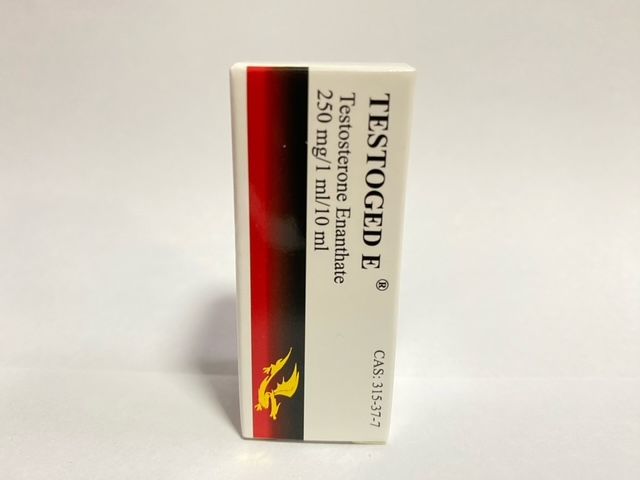 TESTOGED E ®
Testosterone Enanthate
250 mg/1 ml/10 ml
CAS: 315-37-7